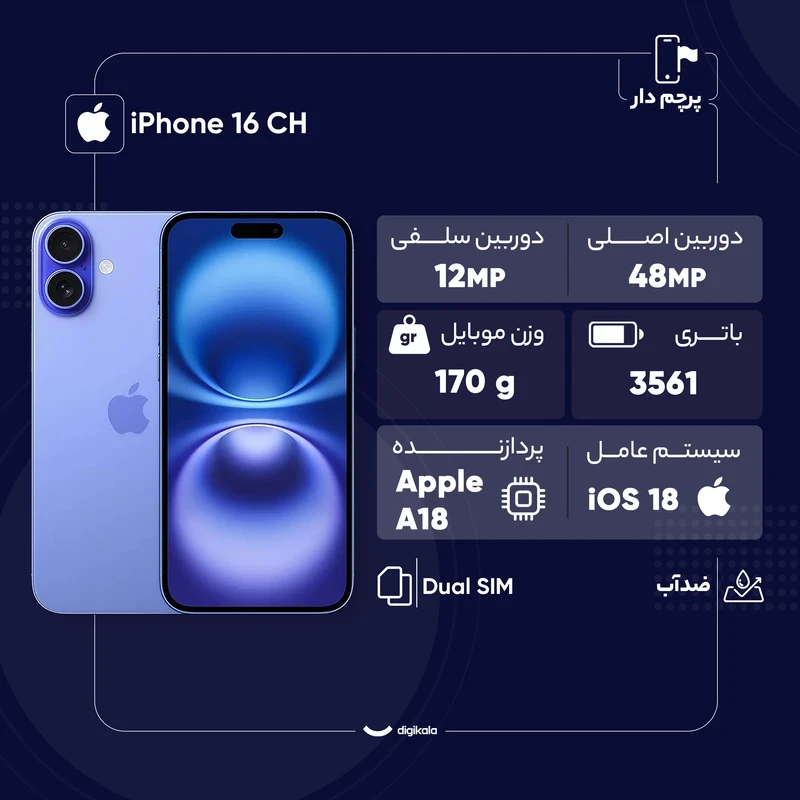 پرچم دار
iPhone 16 CH
دوربین اصلی
48MP
دوربین سلفی
12MP
باتری
3561
وزن موبایل
gr
170 g
سیستم عامل
iOS 18
پردازنده
Apple
A18
ضدآب
Dual SIM
digikala